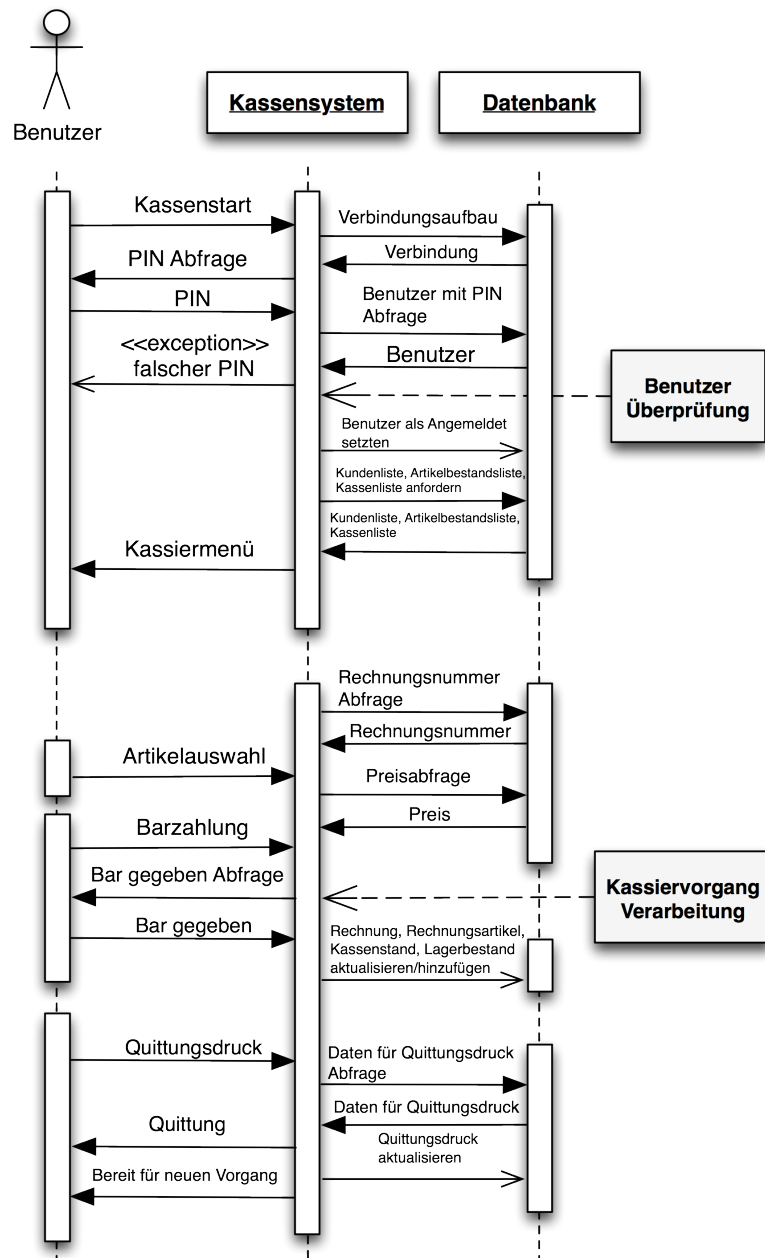 Benutzer
Kassensystem
Datenbank
Kassenstart
Verbindungsaufbau
Verbindung
PIN Abfrage
PIN
Benutzer mit PIN
Abfrage
<<exception>>
falscher PIN
Benutzer
Benutzer
Überprüfung
Benutzer als Angemeldet
setzten
Kundenliste, Artikelbestandsliste,
Kassenliste anfordern
Kundenliste, Artikelbestandsliste,
Kassenliste
Kassiermenü
Rechnungsnummer
Abfrage
Rechnungsnummer
Artikelauswahl
Preisabfrage
Preis
Barzahlung
Bar gegeben Abfrage
Kassiervorgang
Verarbeitung
Bar gegeben
Rechnung, Rechnungsartikel,
Kassenstand, Lagerbestand
aktualisieren/hinzufügen
Quittungsdruck
Daten für Quittungsdruck
Abfrage
Daten für Quittungsdruck
Quittung
Quittungsdruck
aktualisieren
Bereit für neuen Vorgang